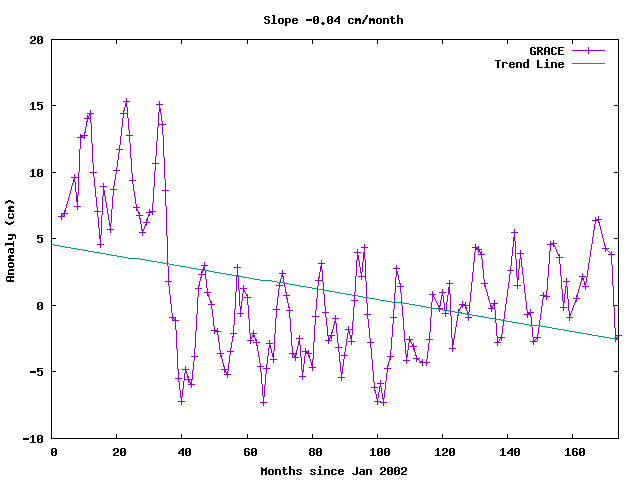 Slope -0.04 cm/month
GRACE
Trend Line
Anomaly (cm)
20
15
10
5
0
-5
-10
0 20 40 60 80 100 120 140 160
Months since Jan 2002